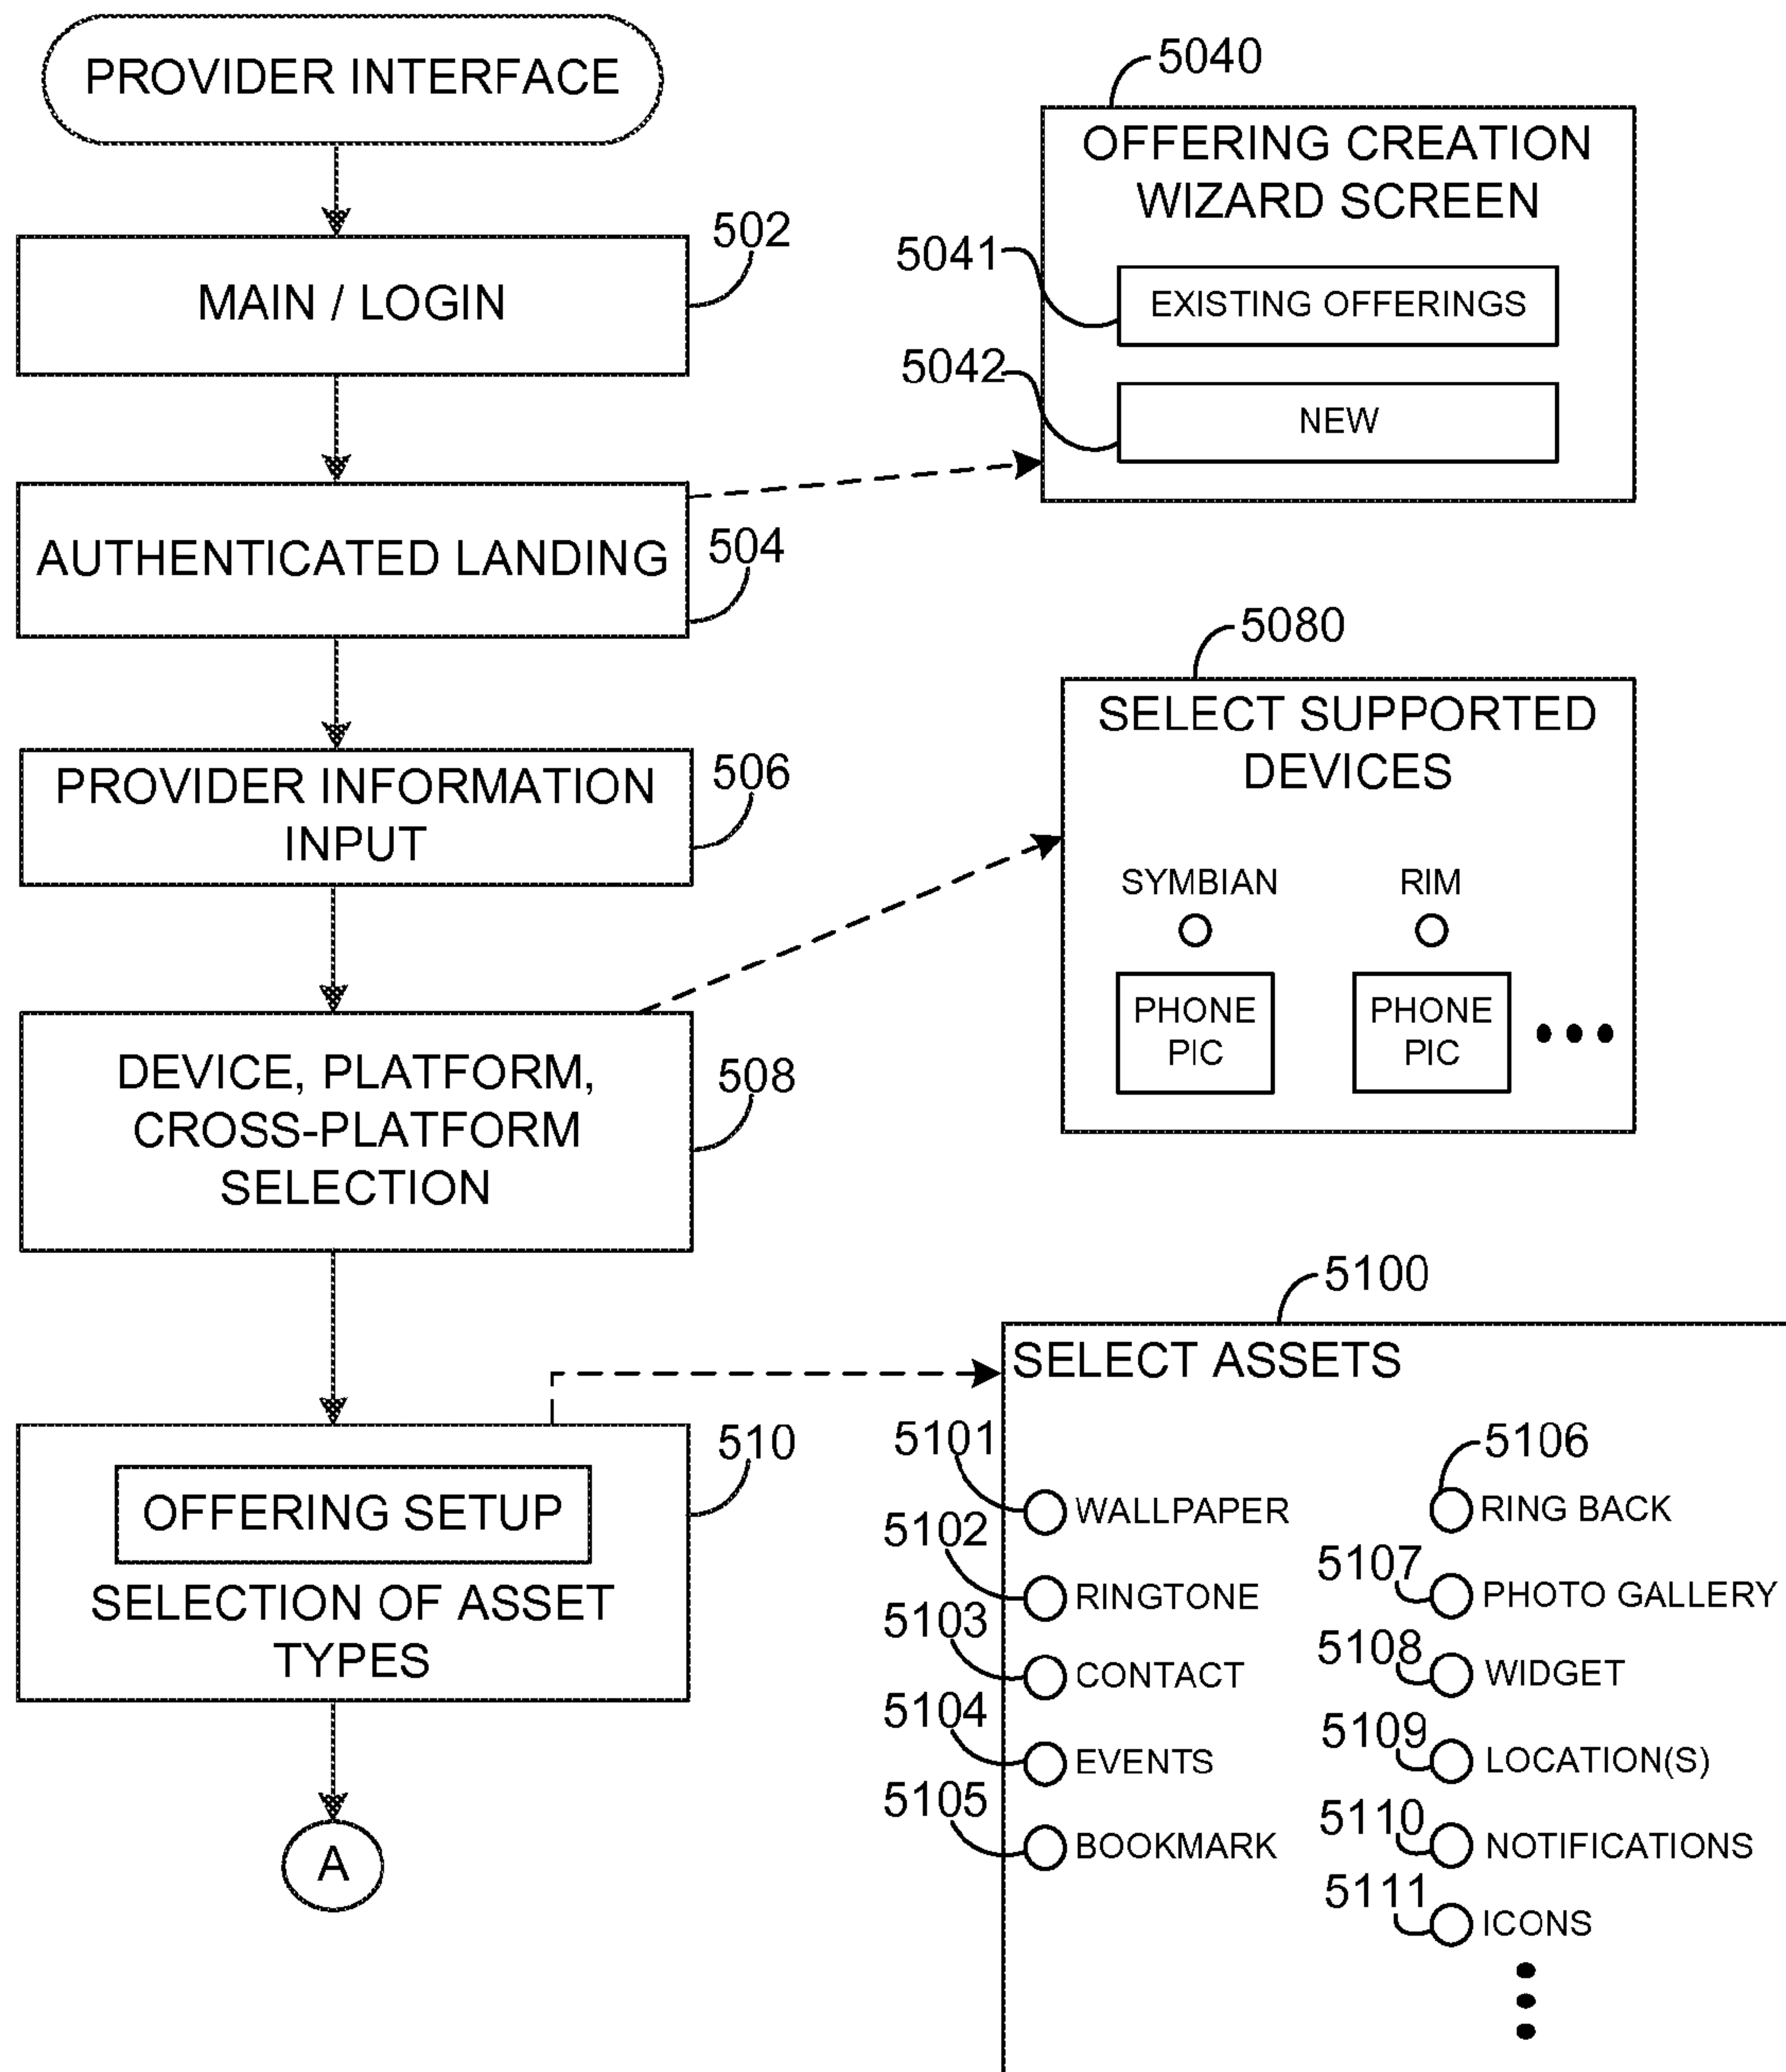 PROVIDER INTERFACE
MAIN / LOGIN
502
AUTHENTICATED LANDING
504
PROVIDER INFORMATION
INPUT
506
DEVICE, PLATFORM,
CROSS-PLATFORM
SELECTION
508
OFFERING SETUP
SELECTION OF ASSET
TYPES
510
A
5040
OFFERING CREATION
WIZARD SCREEN
5041
EXISTING OFFERINGS
5042
NEW
5080
SELECT SUPPORTED
DEVICES
SYMBIAN
RIM
PHONE
PIC
PHONE
PIC
5100
SELECT ASSETS
5101
WALLPAPER
5102
RINGTONE
5103
CONTACT
5104
EVENTS
5105
BOOKMARK
5106
RING BACK
5107
PHOTO GALLERY
5108
WIDGET
5109
LOCATION(S)
5110
NOTIFICATIONS
5111
ICONS